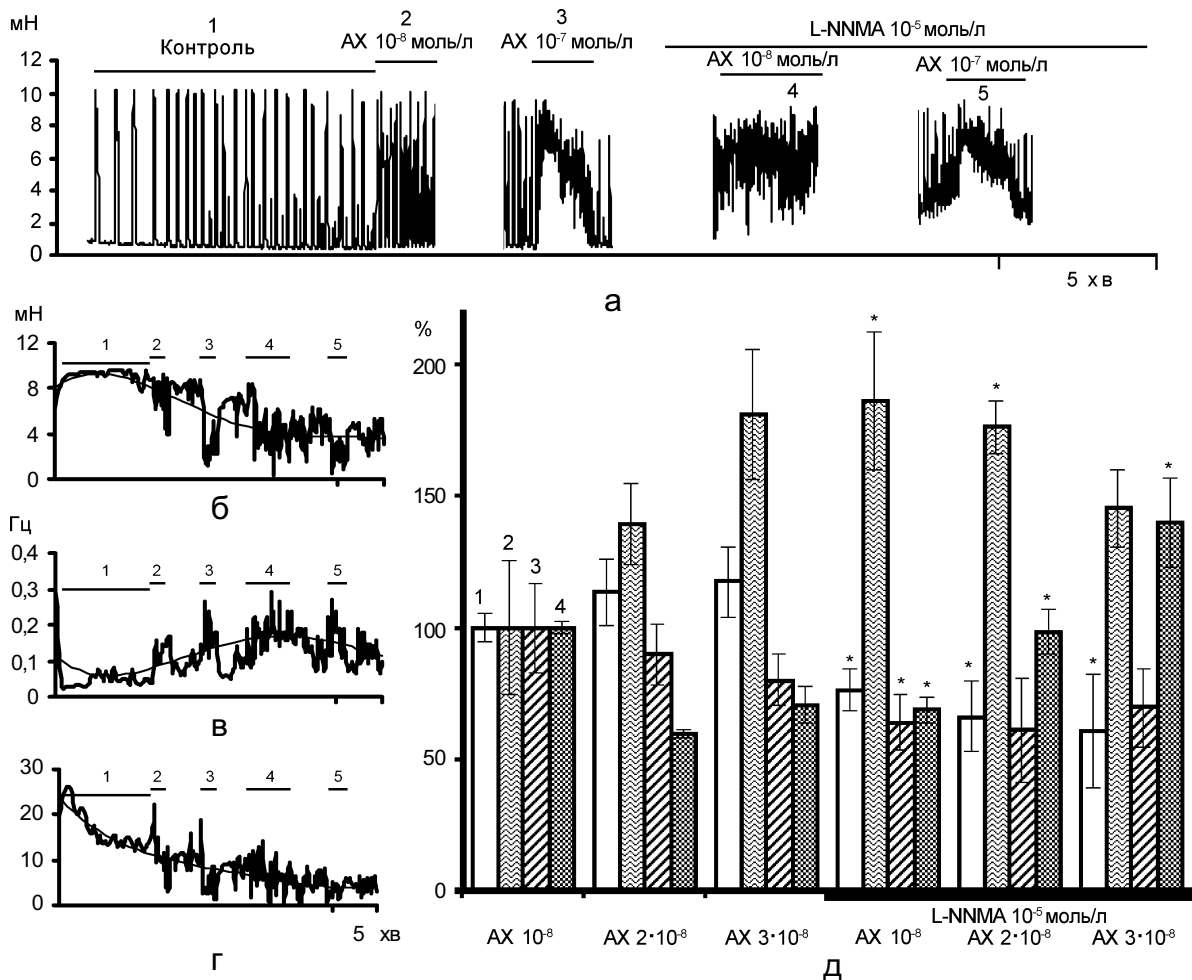 мН
1
2
3
Контроль
АХ 10-8 моль/л
АХ 10-7 моль/л
L-NNMA 10-5 моль/л
АХ 10-8 моль/л
АХ 10-7 моль/л
4
5
12
10
8
6
4
2
0
5 хв
а
мН
12
8
4
0
1
2
3
4
5
б
Гц
0,4
0,3
0,2
0,1
0
1
2
3
4
5
в
30
20
10
0
1
2
3
4
5
5 хв
г
%
200
150
100
50
0
1
2
3
4
*
*
*
*
*
*
*
*
*
L-NNMA 10-5 моль/л
АХ 10-8
АХ 2·10-8
АХ 3·10-8
АХ 10-8
АХ 2·10-8
АХ 3·10-8
д